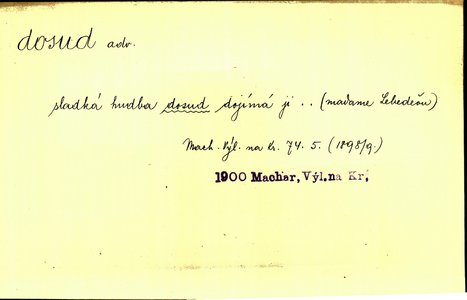 dosud adv.
sladká hudba dosud dojímá ji . . (madame Lebeděvu)
Mach. Výl. na Kr. 74. 5. (1898/9.)
1900 Machar, Výl.na Kr,